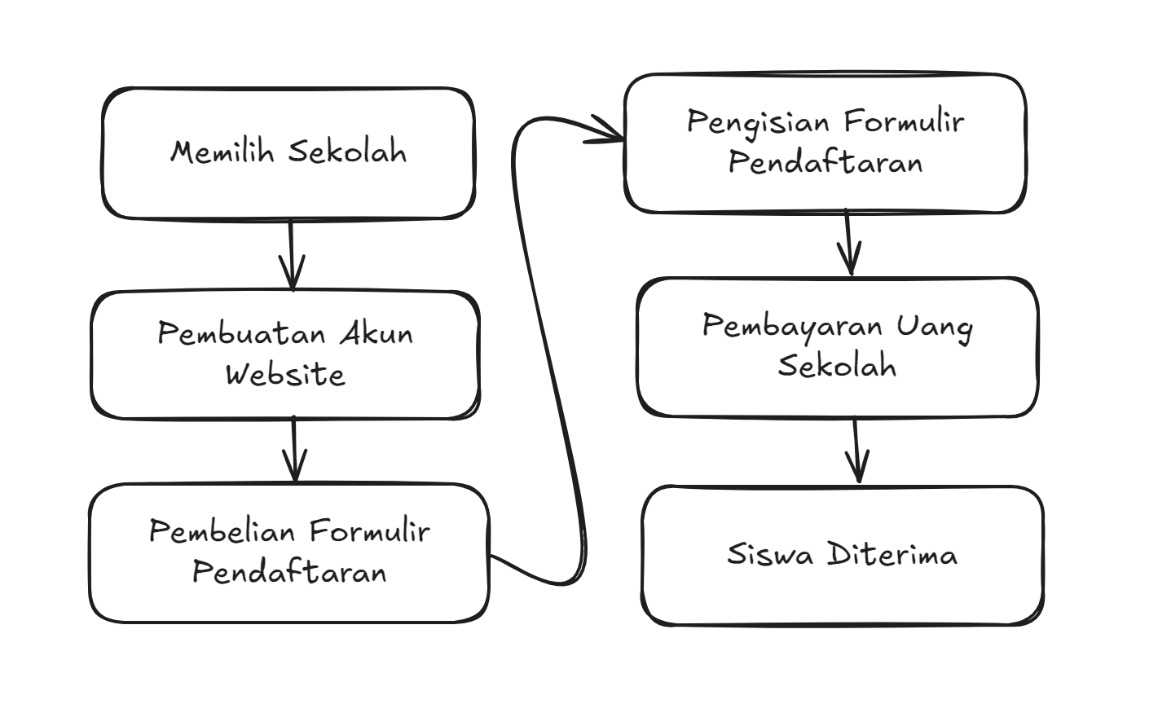 Memilih Sekolah
Pembuatan Akun
Website
Pembelian Formulir
Pendaftaran
Pengisian Formulir
Pendaftaran
Pembayaran Uang
Sekolah
Siswa Diterima